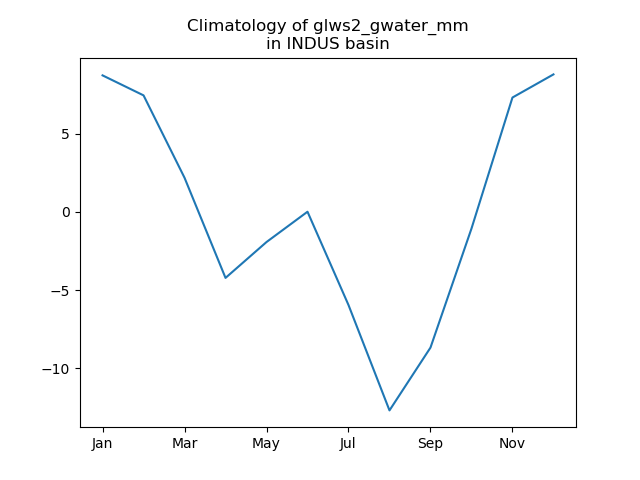 Climatology of glws2_gwater_mm
in INDUS basin
5
0
−5
−10
Jan
Mar
May
Jul
Sep
Nov